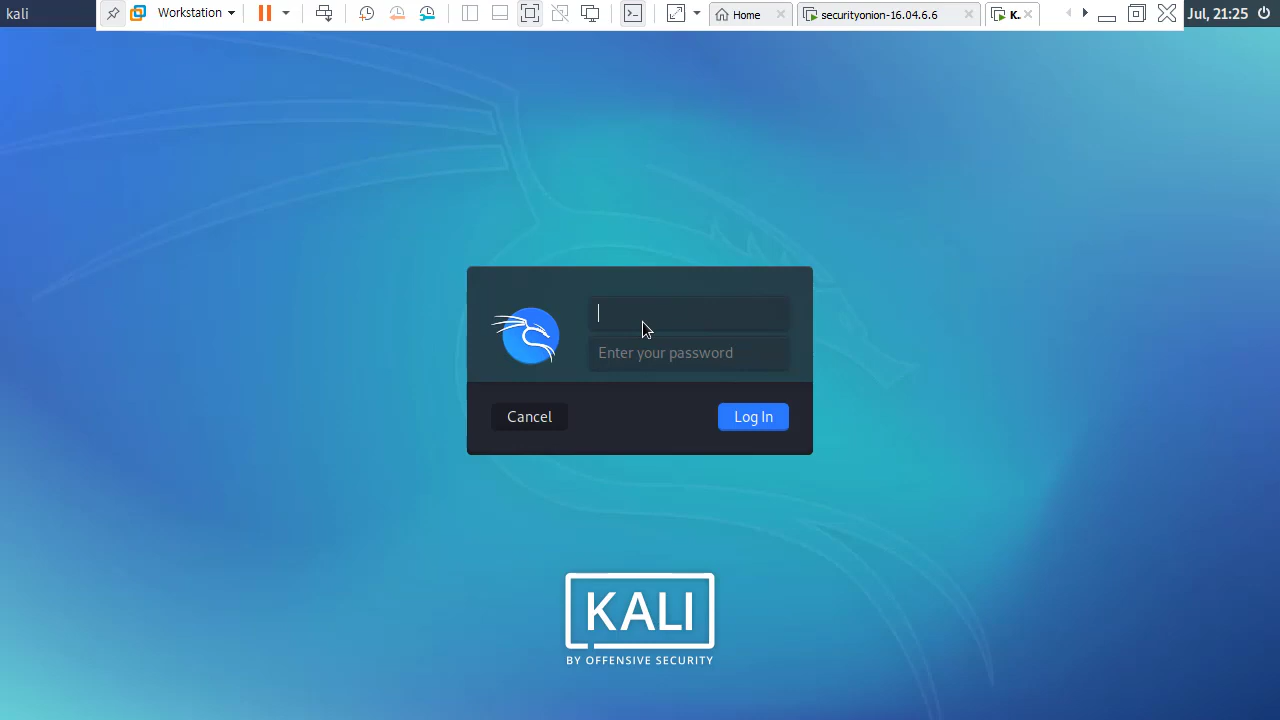 kali
Workstation
Home
securityonion-16.04.6.6
K.
Jul, 21:25
Enter your password
Cancel
Log In
KALI
BY OFFENSIVE SECURITY